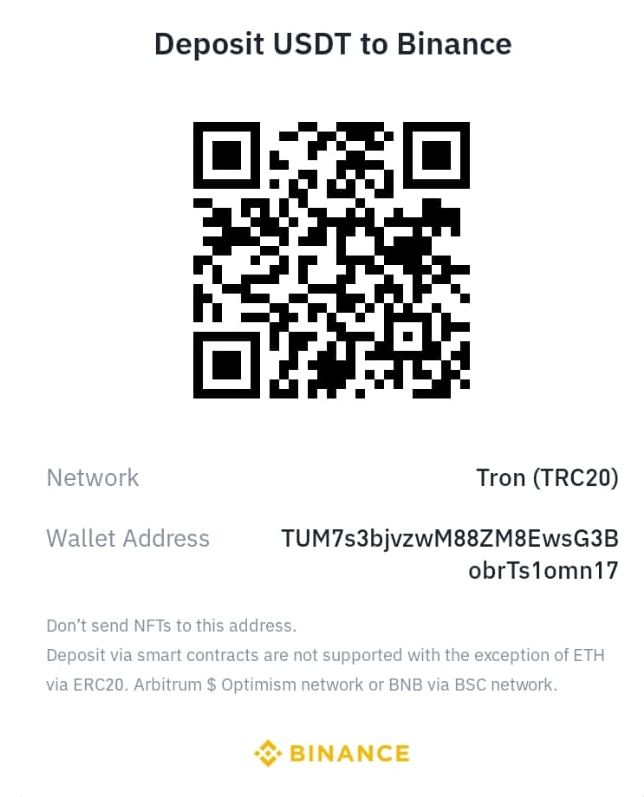 Deposit USDT to Binance
Network
Tron (TRC20)
Wallet Address
TUM7s3bjvzwM88ZM8EwsG3B
obrTs1omn17
Don’t send NFTs to this address.
Deposit via smart contracts are not supported with the exception of ETH
via ERC20. Arbitrum $ Optimism network or BNB via BSC network.
BINANCE